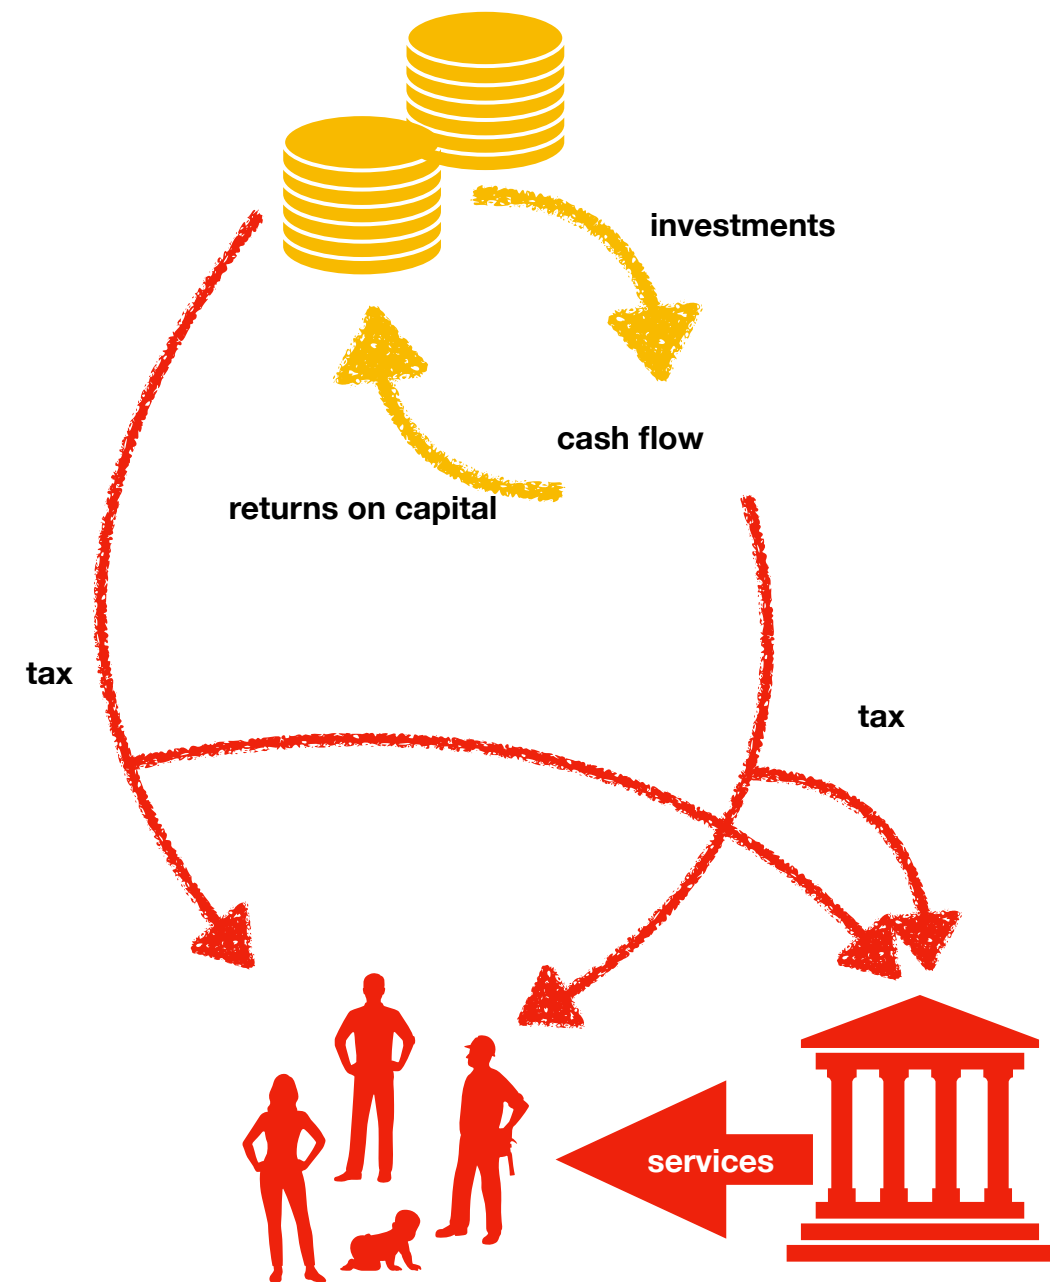 investments
cash flow
returns on capital
tax
tax
services